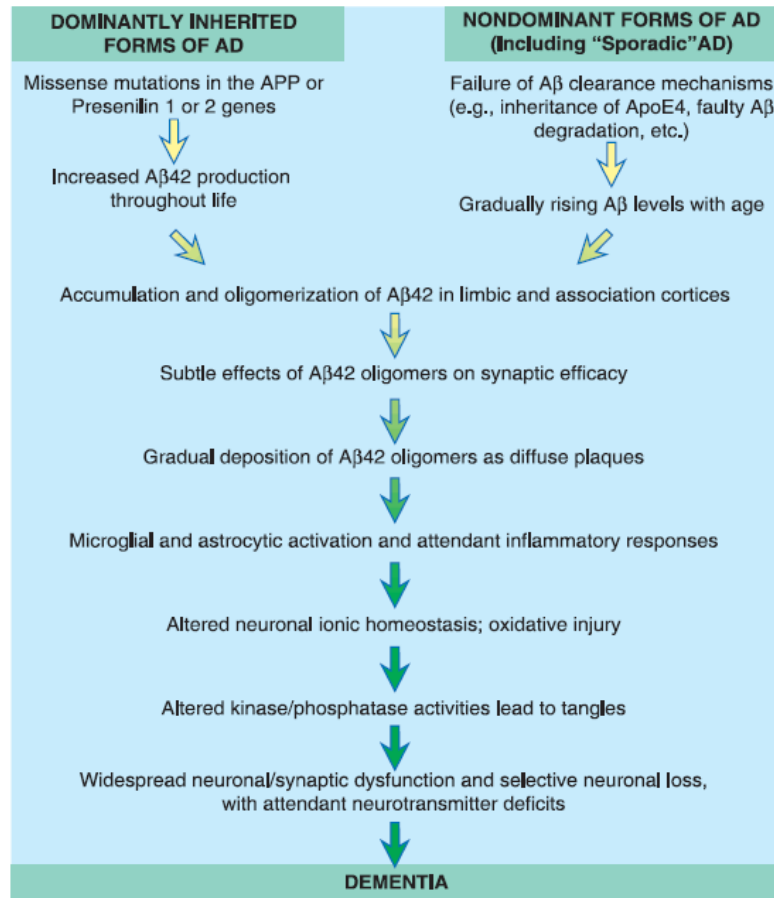 DOMINANTLY INHERITED
FORMS OF AD
Missense mutations in the APP or
Presenilin 1 or 2 genes
Increased Aβ42 production
throughout life
NONDOMINANT FORMS OF AD
(Including “Sporadic”AD)
Failure of Aβ clearance mechanisms
(e.g., inheritance of ApoE4, faulty Aβ
degradation, etc.)
Gradually rising Aβ levels with age
Accumulation and oligomerization of Aβ42 in limbic and association cortices
Subtle effects of Aβ42 oligomers on synaptic efficacy
Gradual deposition of Aβ42 oligomers as diffuse plaques
Microglial and astrocytic activation and attendant inflammatory responses
Altered neuronal ionic homeostasis; oxidative injury
Altered kinase/phosphatase activities lead to tangles
Widespread neuronal/synaptic dysfunction and selective neuronal loss,
with attendant neurotransmitter deficits
DEMENTIA